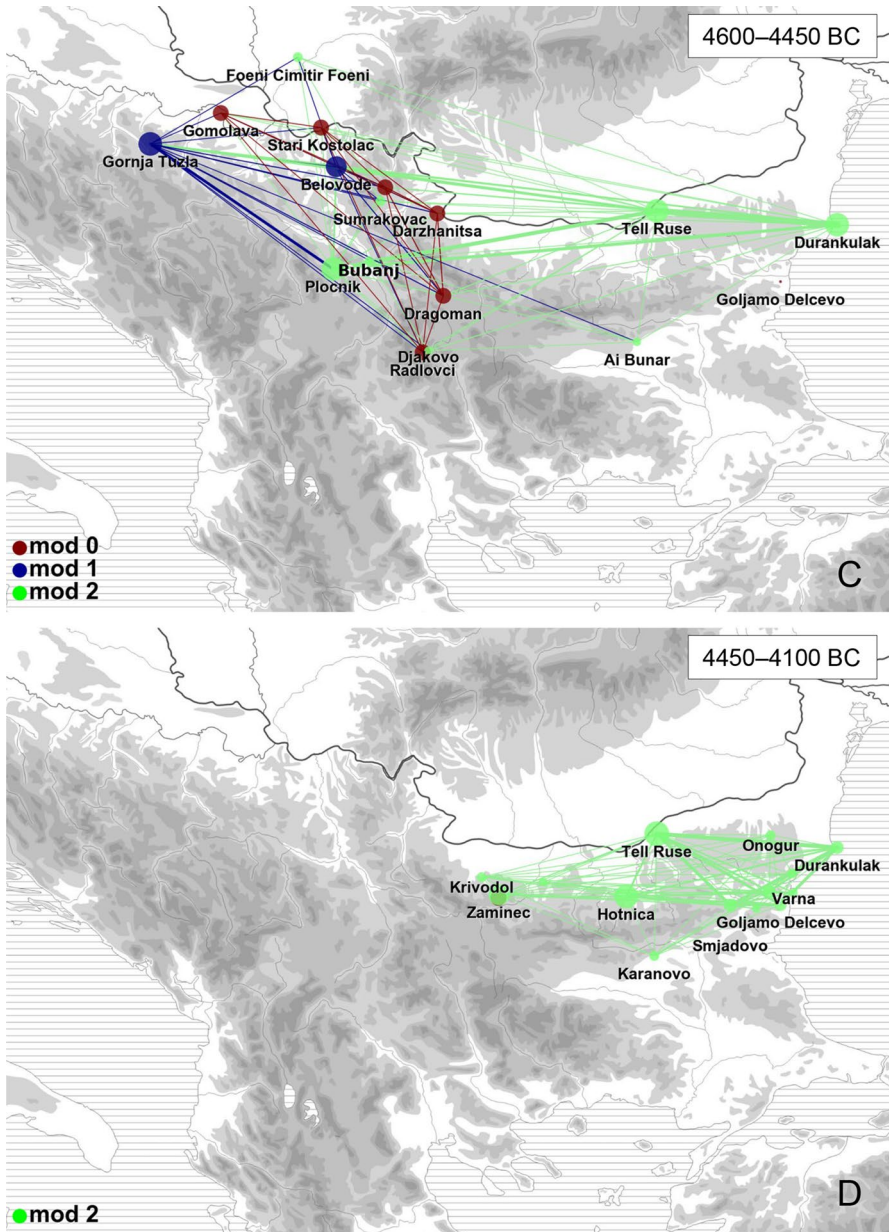 4600–4450 BC
Foeni Cimitir Foeni
Gomolava
Stari Kostolac
Gornja Tuzla
Belovode
Sumrakovac
Darzhanitsa
Tell Ruse
Durankulak
Bubanj
Plocnik
Goljamo Delcevo
Dragoman
Djakovo
Radlovci
Ai Bunar
mod 0
mod 1
mod 2
C
4450–4100 BC
Tell Ruse
Onogur
Durankulak
Krivodol
Varna
Zaminec
Hotnica
Goljamo Delcevo
Smjadovo
Karanovo
mod 2
D